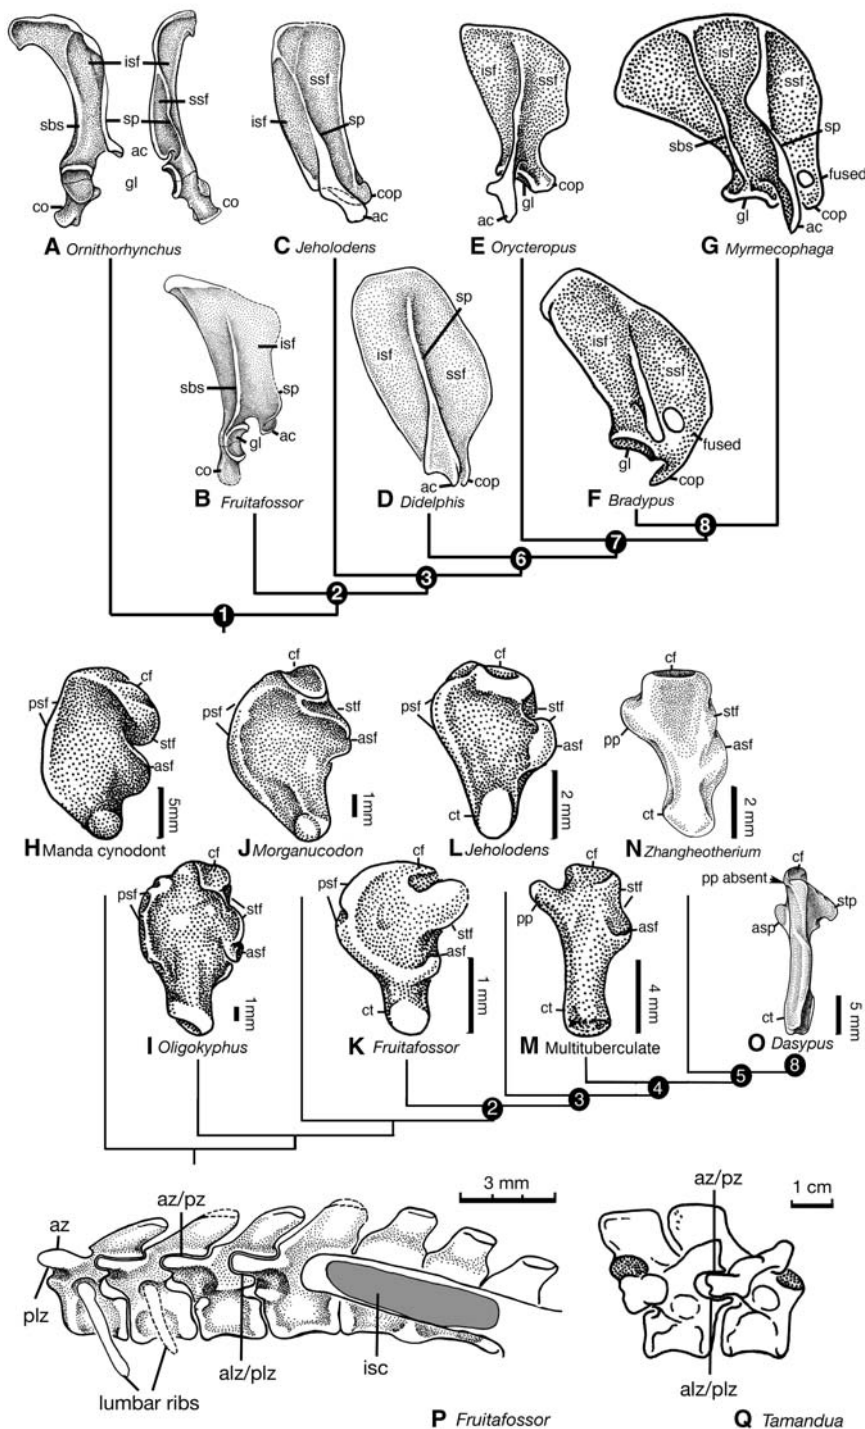 isf
ssf
sbs
sp
ac
gl
co
co
A Ornithorhynchus
ssf
isf
sp
cop
ac
C Jeholodens
isf
ssf
gl
cop
ac
E Orycteropus
isf
ssf
sbs
sp
fused
gl
cop
ac
G Myrmecophaga
isf
sbs
sp
gl
ac
co
B Fruitafossor
sp
isf
ssf
ac
cop
D Didelphis
isf
ssf
fused
gl
cop
F Bradypus
8
7
6
3
2
1
cf
psf
stf
asf
5mm
H Manda cynodont
cf
psf
stf
asf
1mm
J Morganucodon
cf
psf
stf
asf
ct
2 mm
L Jeholodens
cf
pp
stf
asf
ct
2 mm
N Zhangheotherium
cf
psf
stf
asf
1mm
I Oligokyphus
cf
psf
stf
asf
ct
1 mm
K Fruitafossor
cf
pp
stf
asf
ct
4 mm
M Multituberculate
cf
pp absent
stp
asp
ct
5 mm
O Dasypus
8
5
4
3
2
3 mm
az/pz
az
plz
lumbar ribs
alz/plz
isc
P Fruitafossor
az/pz
1 cm
alz/plz
Q Tamandua